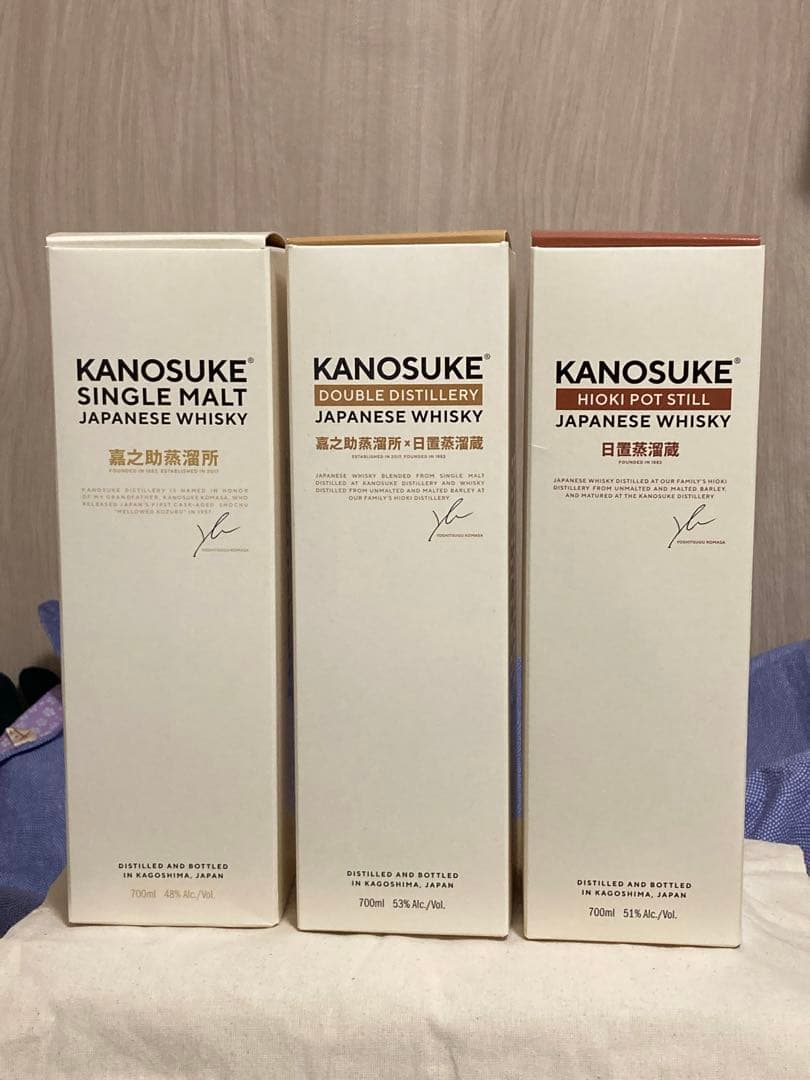 KANOSUKE®
SINGLE MALT
JAPANESE WHISKY
嘉之助蒸溜所
FOUNDED IN 1883, ESTABLISHED IN 2017
KANOSUKE DISTILLERY IS NAMED IN HONOR
OF MY GRANDFATHER, KANOSUKE KOMASA, WHO
RELEASED JAPAN'S FIRST CASK-AGED SHOCHU
"MELLOWED KOZURU" IN 1957.
YOSHITSUGU KOMASA
DISTILLED AND BOTTLED
IN KAGOSHIMA, JAPAN
700ml 48% Alc./Vol.
KANOSUKE®
DOUBLE DISTILLERY
JAPANESE WHISKY
嘉之助蒸溜所×日置蒸溜蔵
ESTABLISHED IN 2017, FOUNDED IN 1883
JAPANESE WHISKY BLENDED FROM SINGLE MALT
DISTILLED AT KANOSUKE DISTILLERY AND WHISKY
DISTILLED FROM UNMALTED AND MALTED BARLEY AT
OUR FAMILY'S HIOKI DISTILLERY.
YOSHITSUGU KOMASA
DISTILLED AND BOTTLED
IN KAGOSHIMA, JAPAN
700ml 53% Alc./Vol.
KANOSUKE®
HIOKI POT STILL
JAPANESE WHISKY
日置蒸溜蔵
FOUNDED IN 1883
JAPANESE WHISKY DISTILLED AT OUR FAMILY'S HIOKI
DISTILLERY FROM UNMALTED AND MALTED BARLEY,
AND MATURED AT THE KANOSUKE DISTILLERY.
YOSHITSUGU KOMASA
DISTILLED AND BOTTLED
IN KAGOSHIMA, JAPAN
700ml 51% Alc./Vol.